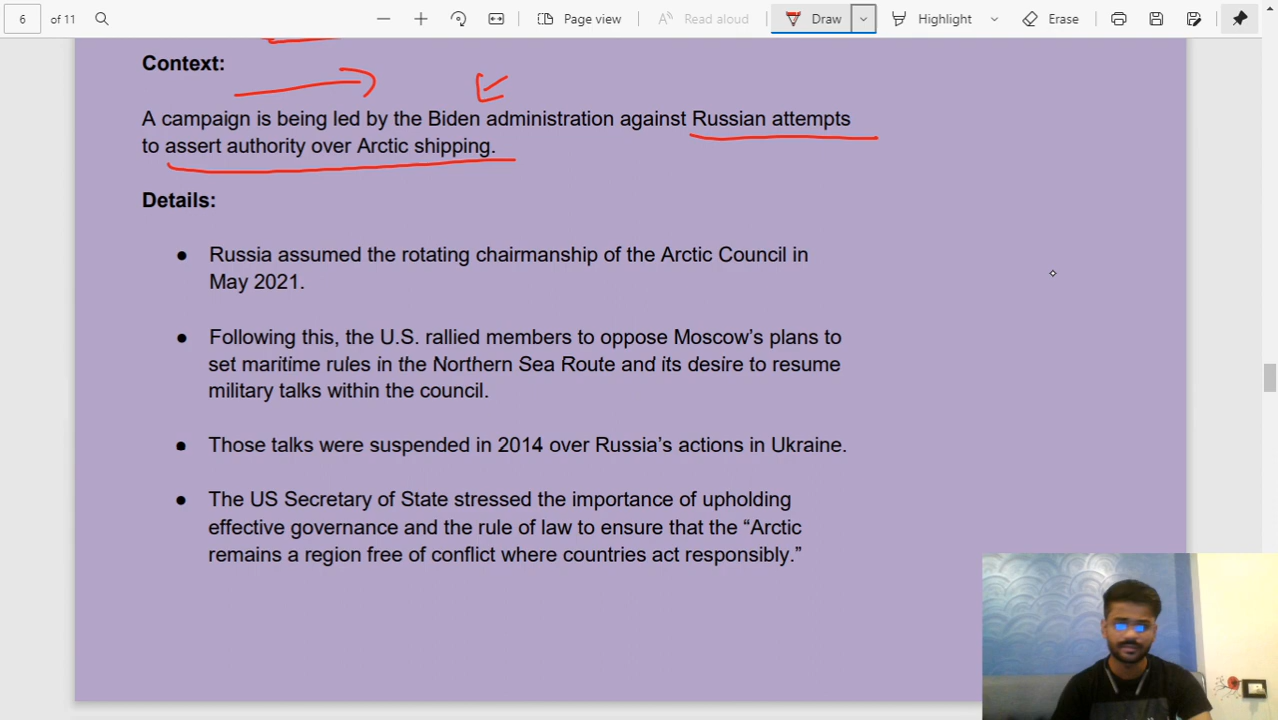 6 of 11 Page view Read aloud Draw Highlight Erase
Context:
A campaign is being led by the Biden administration against Russian attempts
to assert authority over Arctic shipping.
Details:
● Russia assumed the rotating chairmanship of the Arctic Council in
May 2021.
● Following this, the U.S. rallied members to oppose Moscow’s plans to
set maritime rules in the Northern Sea Route and its desire to resume
military talks within the council.
● Those talks were suspended in 2014 over Russia’s actions in Ukraine.
● The US Secretary of State stressed the importance of upholding
effective governance and the rule of law to ensure that the “Arctic
remains a region free of conflict where countries act responsibly.”